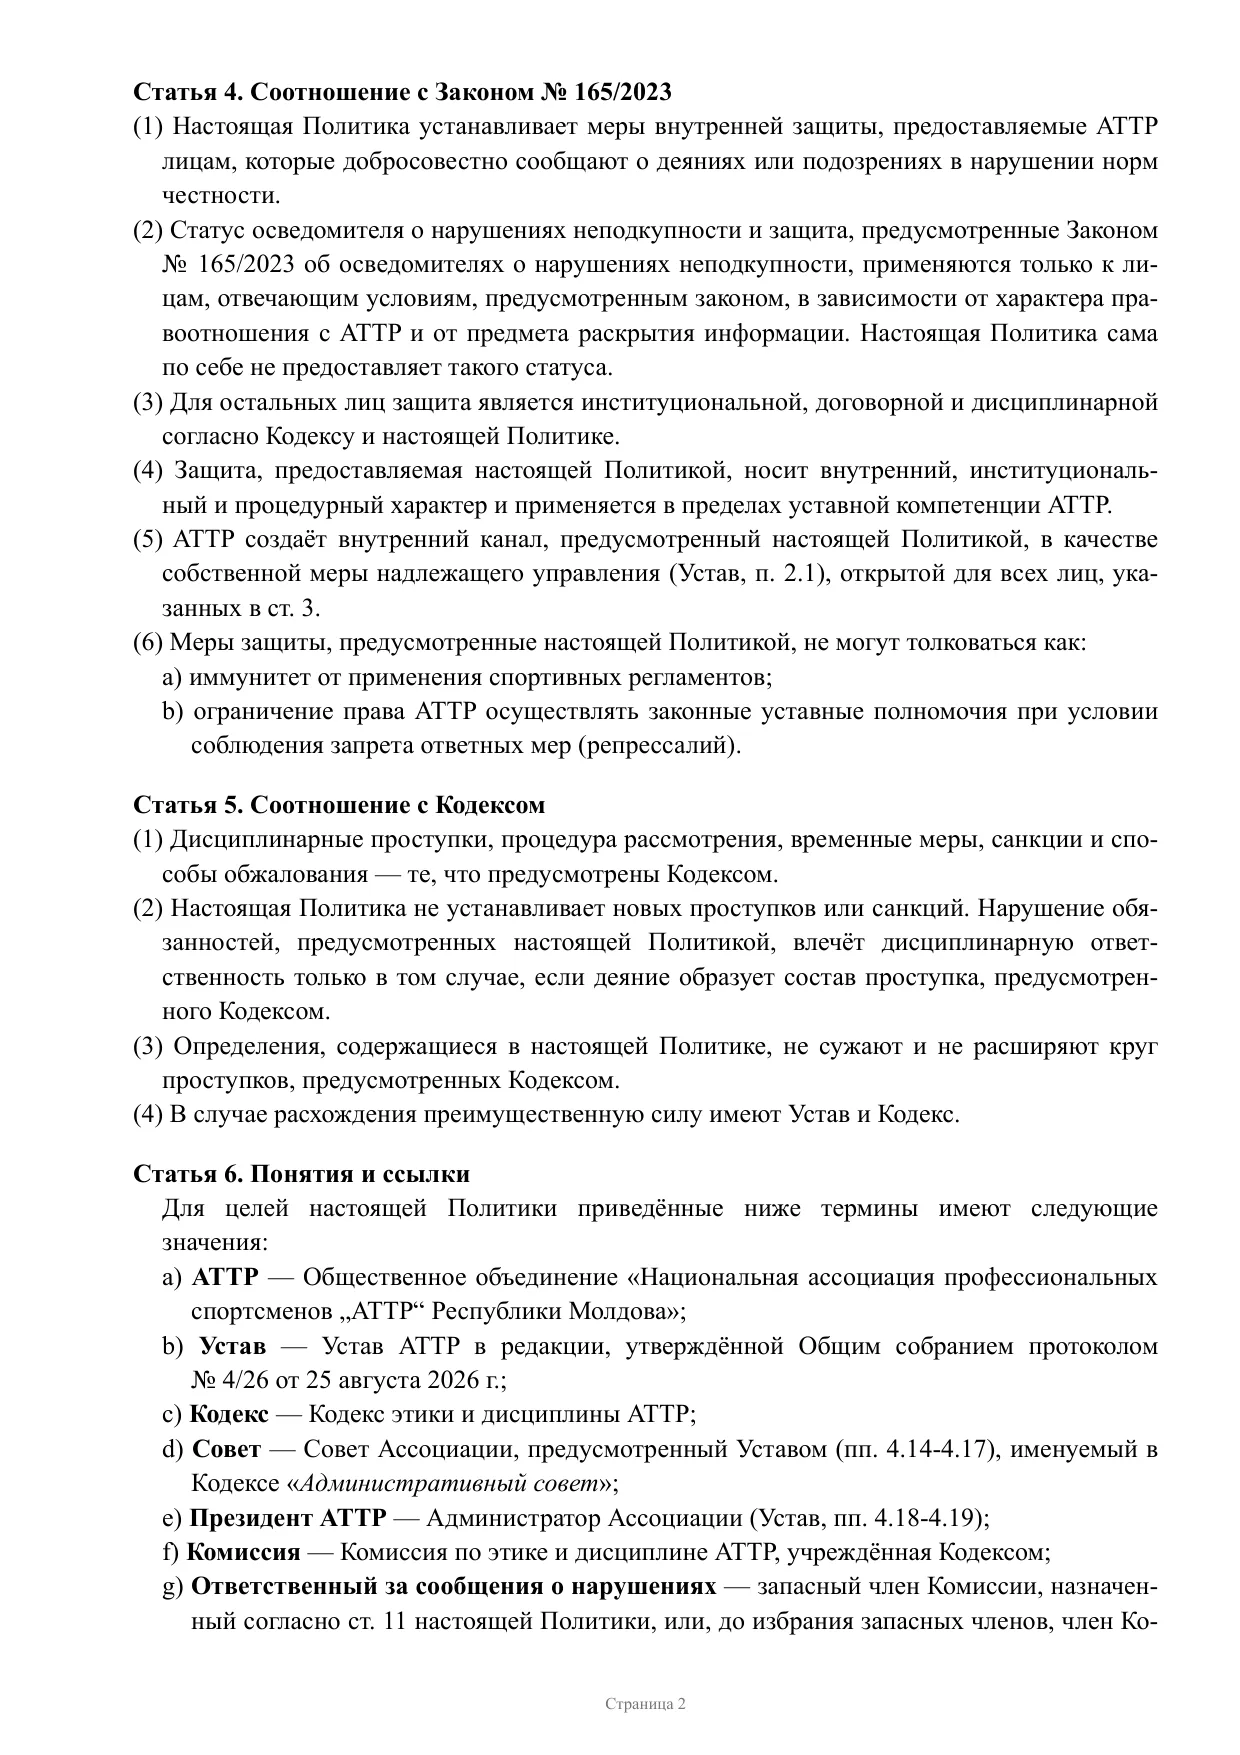 Статья 4. Соотношение с Законом № 165/2023
(1) Настоящая Политика устанавливает меры внутренней защиты, предоставляемые АТТР
лицам, которые добросовестно сообщают о деяниях или подозрениях в нарушении норм
честности.
(2) Статус осведомителя о нарушениях неподкупности и защита, предусмотренные Законом
№ 165/2023 об осведомителях о нарушениях неподкупности, применяются только к ли-
цам, отвечающим условиям, предусмотренным законом, в зависимости от характера пра-
воотношения с АТТР и от предмета раскрытия информации. Настоящая Политика сама
по себе не предоставляет такого статуса.
(3) Для остальных лиц защита является институциональной, договорной и дисциплинарной
согласно Кодексу и настоящей Политике.
(4) Защита, предоставляемая настоящей Политикой, носит внутренний, институциональ-
ный и процедурный характер и применяется в пределах уставной компетенции АТТР.
(5) АТТР создаёт внутренний канал, предусмотренный настоящей Политикой, в качестве
собственной меры надлежащего управления (Устав, п. 2.1), открытой для всех лиц, ука-
занных в ст. 3.
(6) Меры защиты, предусмотренные настоящей Политикой, не могут толковаться как:
a) иммунитет от применения спортивных регламентов;
b) ограничение права АТТР осуществлять законные уставные полномочия при условии
соблюдения запрета ответных мер (репрессалий).
Статья 5. Соотношение с Кодексом
(1) Дисциплинарные проступки, процедура рассмотрения, временные меры, санкции и спо-
собы обжалования — те, что предусмотрены Кодексом.
(2) Настоящая Политика не устанавливает новых проступков или санкций. Нарушение обя-
занностей, предусмотренных настоящей Политикой, влечёт дисциплинарную ответ-
ственность только в том случае, если деяние образует состав проступка, предусмотрен-
ного Кодексом.
(3) Определения, содержащиеся в настоящей Политике, не сужают и не расширяют круг
проступков, предусмотренных Кодексом.
(4) В случае расхождения преимущественную силу имеют Устав и Кодекс.
Статья 6. Понятия и ссылки
Для целей настоящей Политики приведённые ниже термины имеют следующие
значения:
a) АТТР — Общественное объединение «Национальная ассоциация профессиональных
спортсменов „АТТР“ Республики Молдова»;
b) Устав — Устав АТТР в редакции, утверждённой Общим собранием протоколом
№ 4/26 от 25 августа 2026 г.;
c) Кодекс — Кодекс этики и дисциплины АТТР;
d) Совет — Совет Ассоциации, предусмотренный Уставом (пп. 4.14-4.17), именуемый в
Кодексе «Административный совет»;
e) Президент АТТР — Администратор Ассоциации (Устав, пп. 4.18-4.19);
f) Комиссия — Комиссия по этике и дисциплине АТТР, учреждённая Кодексом;
g) Ответственный за сообщения о нарушениях — запасный член Комиссии, назначен-
ный согласно ст. 11 настоящей Политики, или, до избрания запасных членов, член Ко-
Страница 2